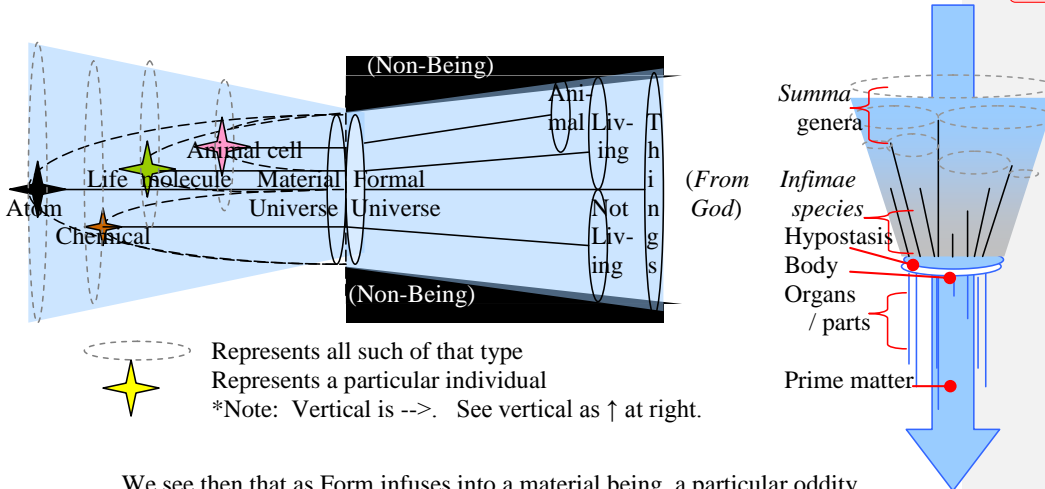 (Non-Being)
Ani-
mal
Liv-
ing
Things
Animal cell
Life molecule
Material
Formal
Atom
Universe
Universe
Not
Liv-
ing
Chemical
(From
God)
(Non-Being)
Represents all such of that type
Represents a particular individual
*Note: Vertical is -->. See vertical as ↑ at right.
Summa
genera
Infimae
species
Hypostasis
Body
Organs
/ parts
Prime matter
We see then that as Form infuses into a material being, a particular oddity